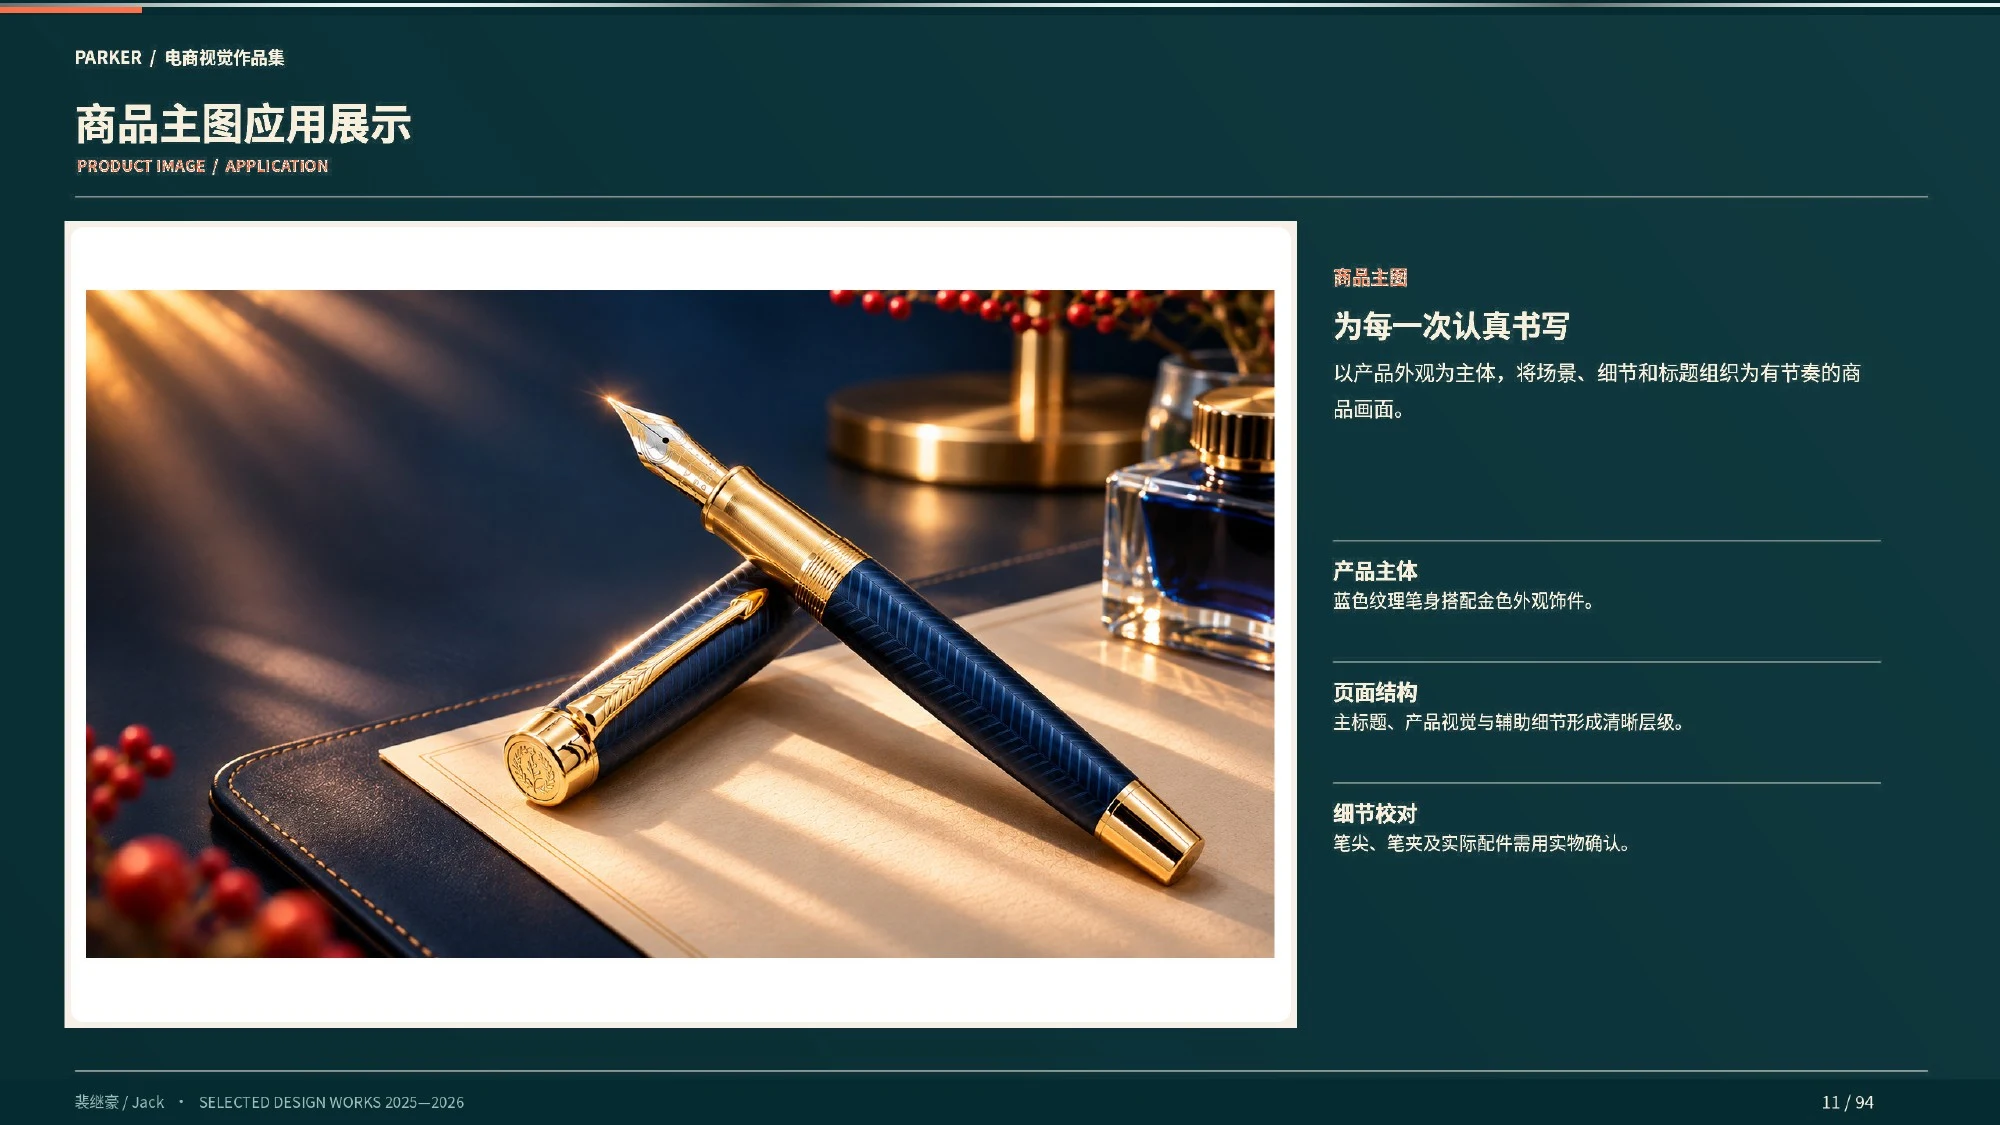 PARKER / 电商视觉作品集
商品主图应用展示
PRODUCT IMAGE / APPLICATION
商品主图
为每一次认真书写
以产品外观为主体，将场景、细节和标题组织为有节奏的商
品画面。
产品主体
蓝色纹理笔身搭配金色外观饰件。
页面结构
主标题、产品视觉与辅助细节形成清晰层级。
细节校对
笔尖、笔夹及实际配件需用实物确认。
裴继豪 / Jack · SELECTED DESIGN WORKS 2025—2026
11 / 94